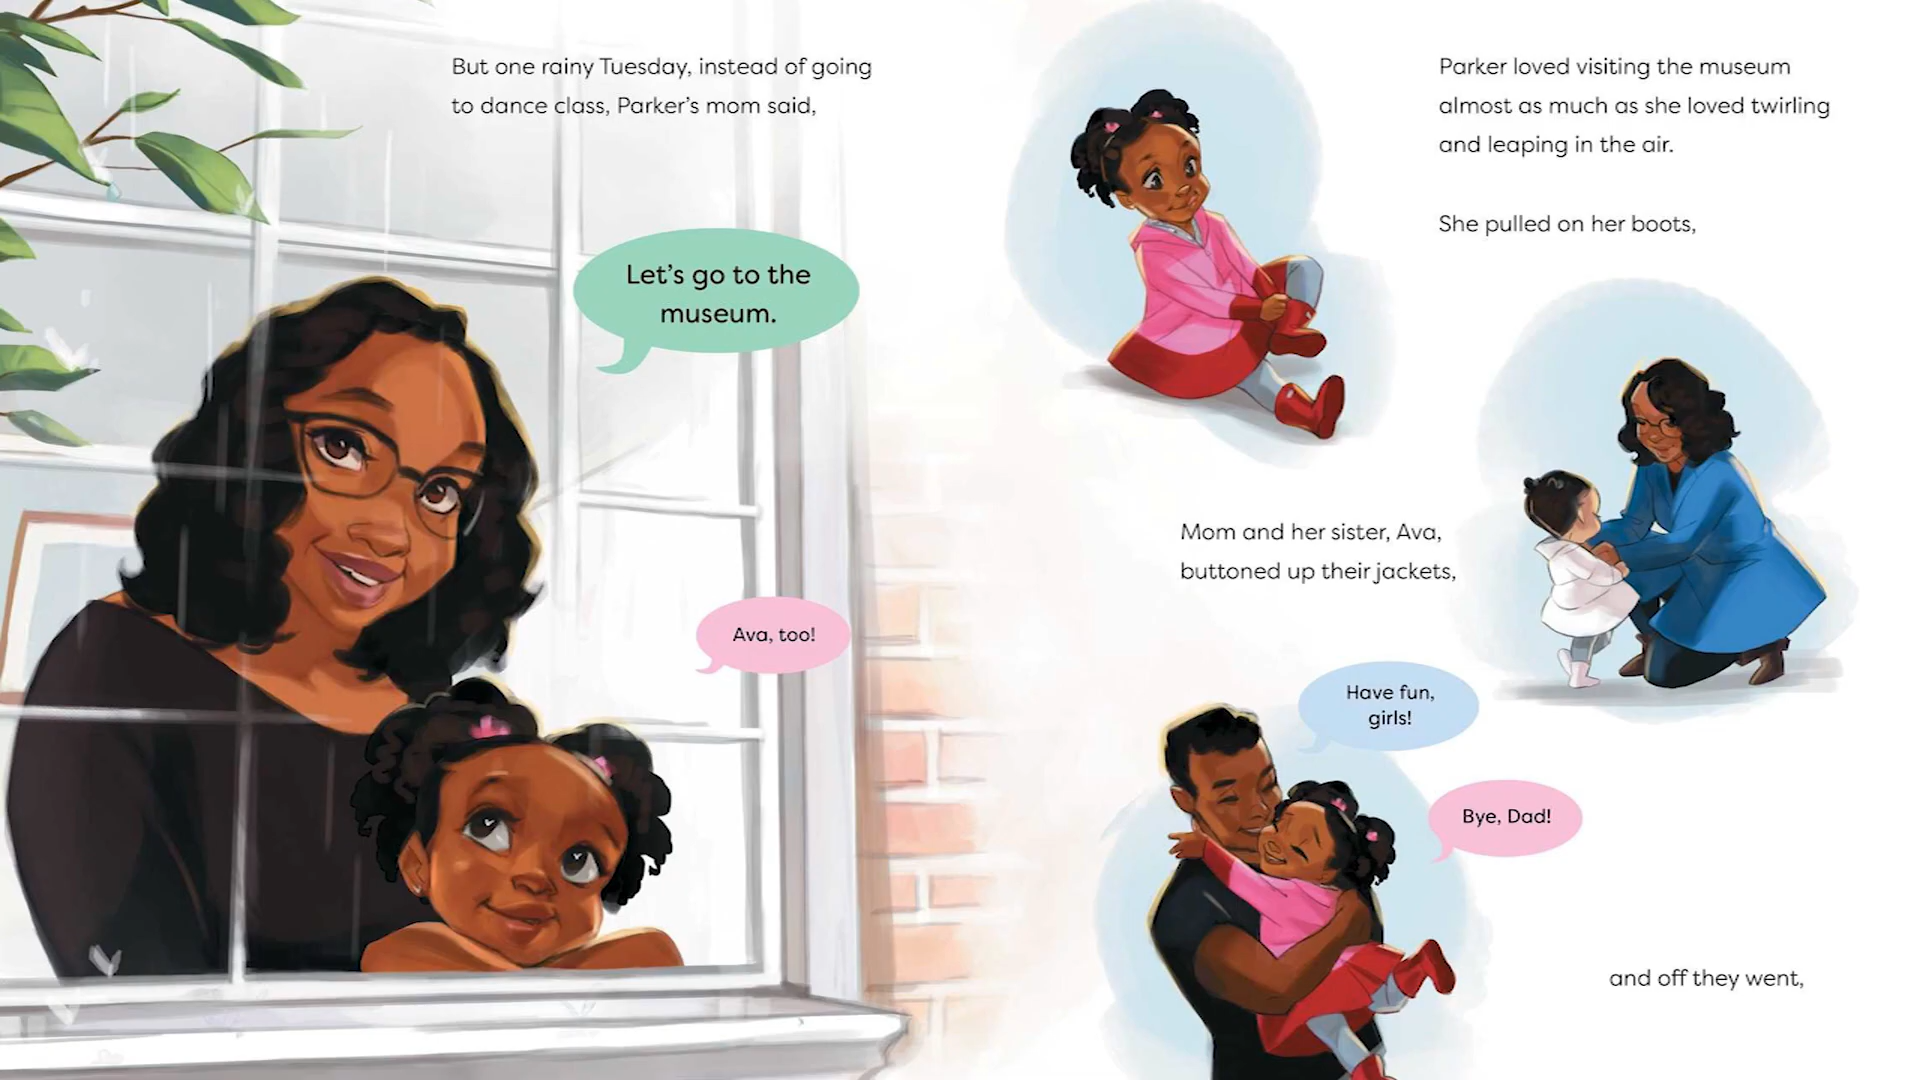 But one rainy Tuesday, instead of going
to dance class, Parker's mom said,
Let's go to the
museum.
Ava, too!
Parker loved visiting the museum
almost as much as she loved twirling
and leaping in the air.
She pulled on her boots,
Mom and her sister, Ava,
buttoned up their jackets,
Have fun,
girls!
Bye, Dad!
and off they went,